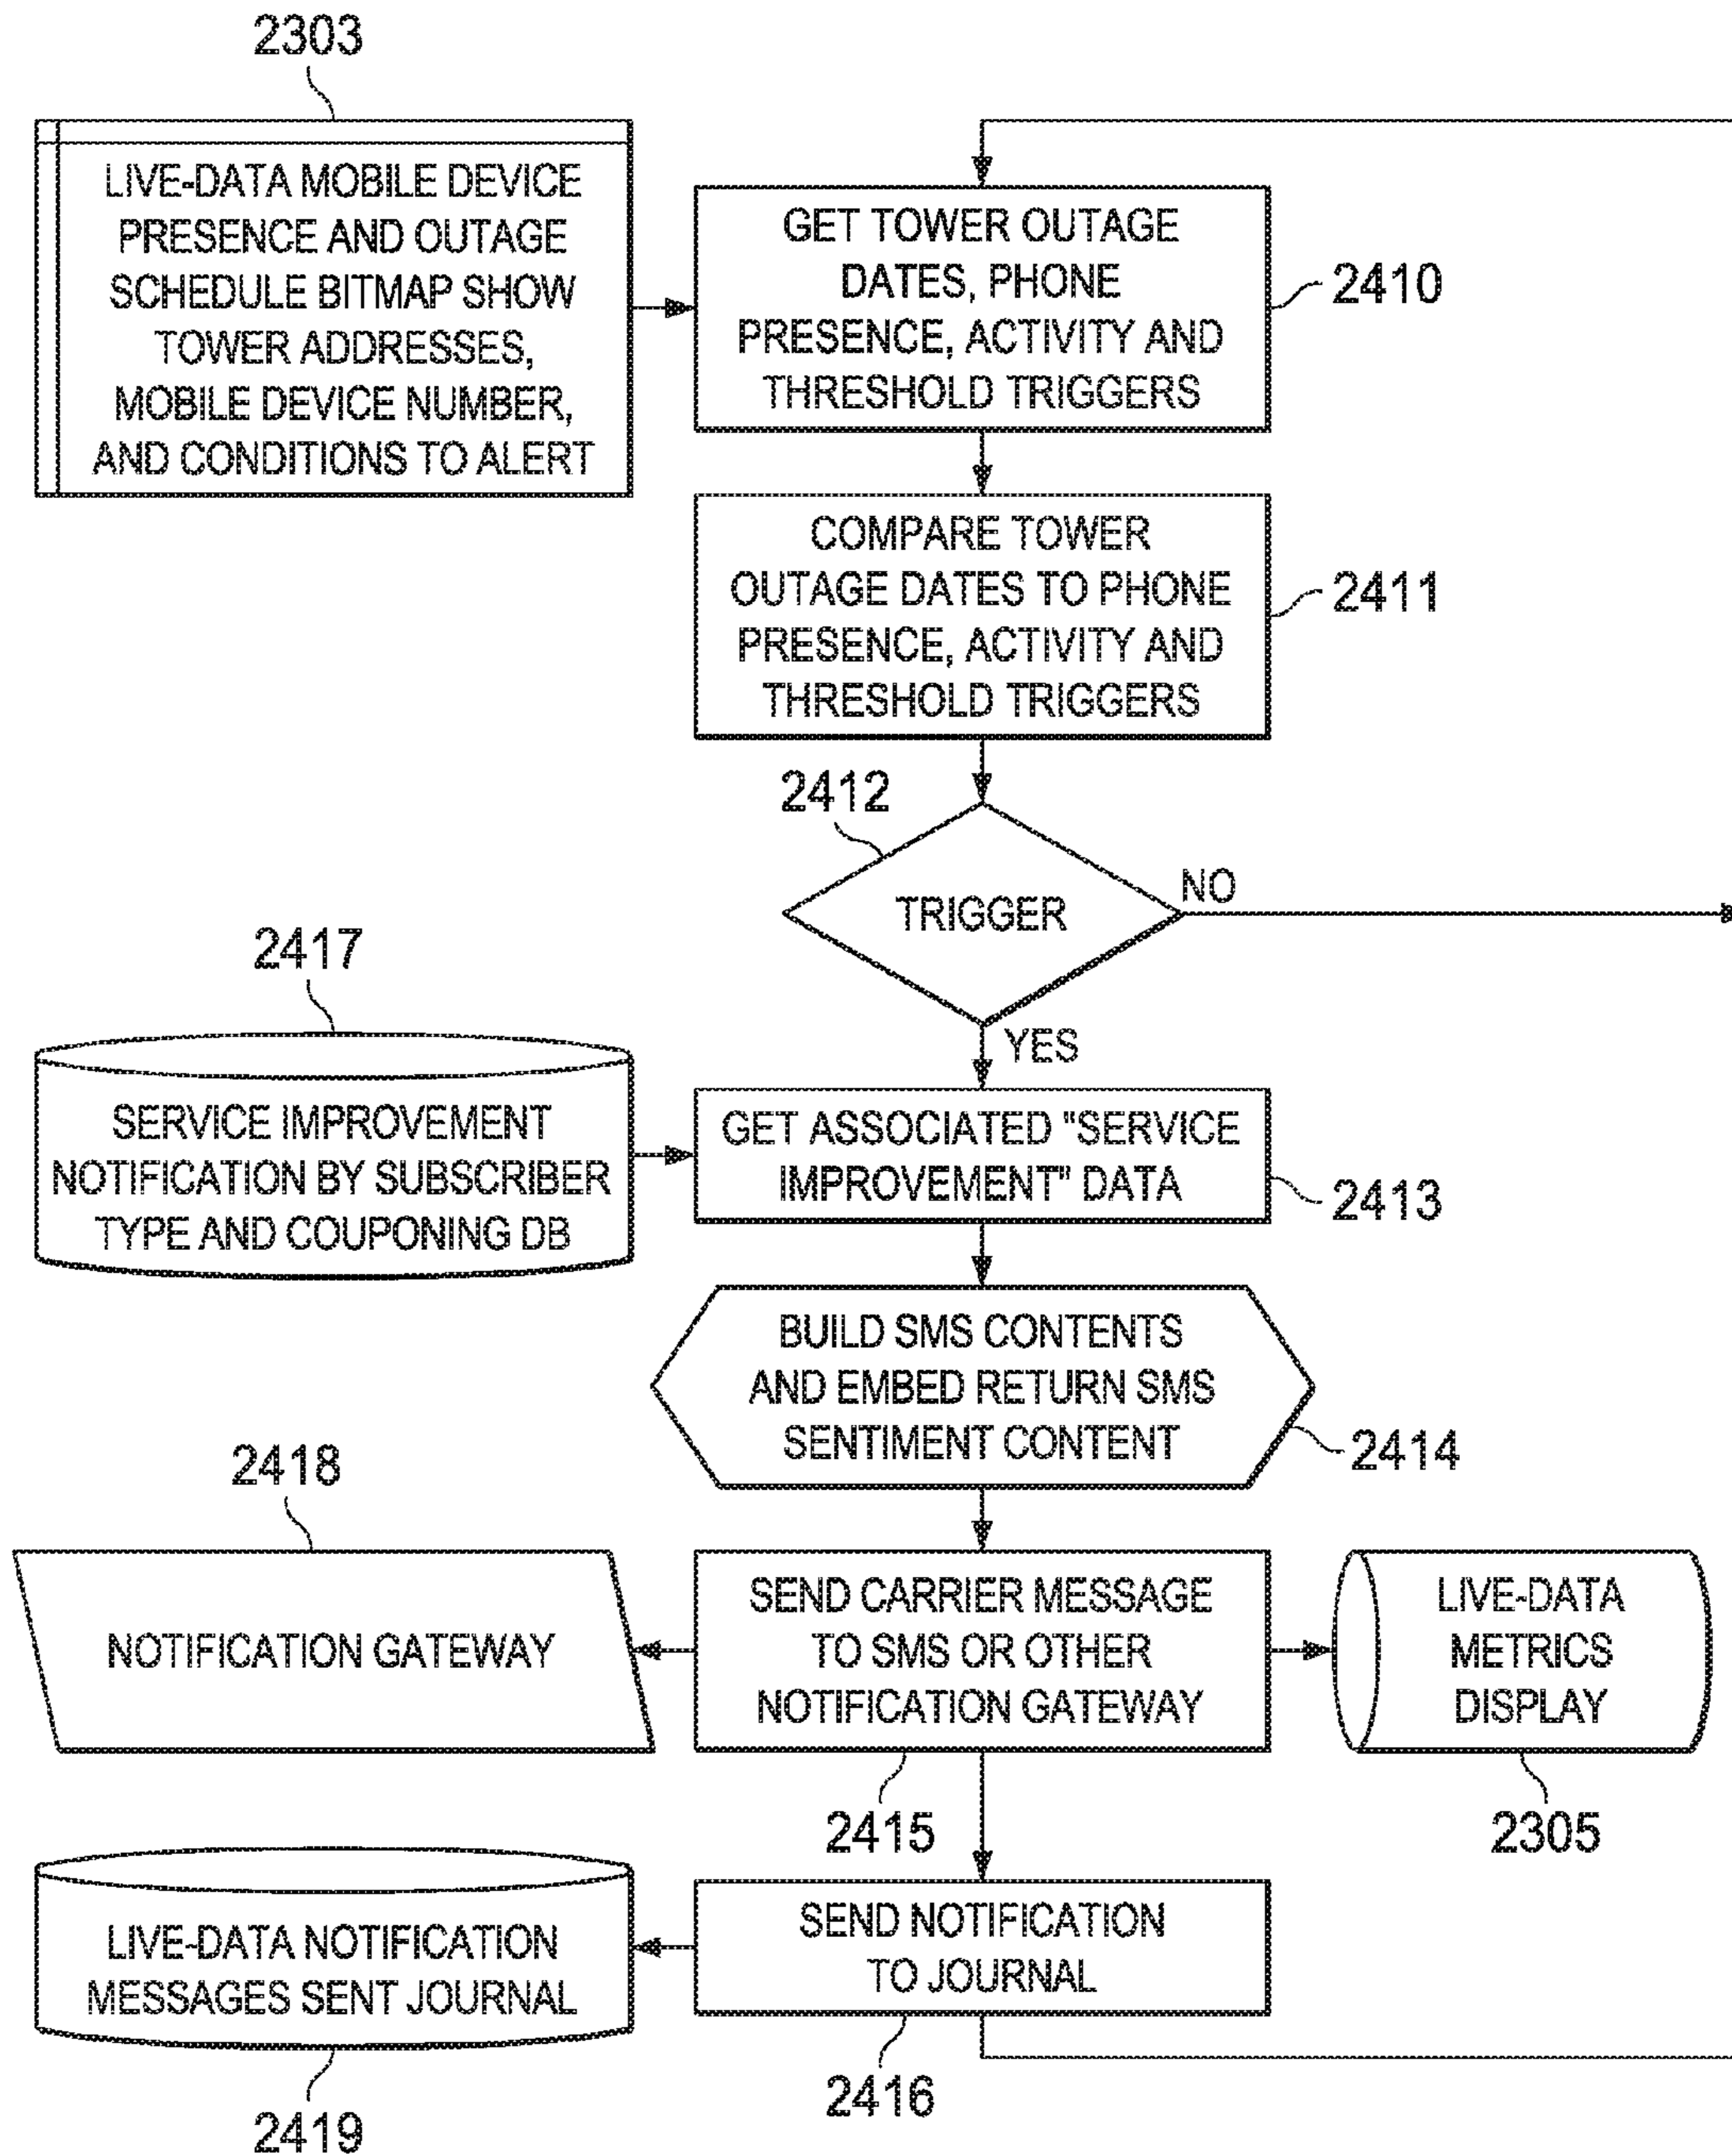 2303
LIVE-DATA MOBILE DEVICE
PRESENCE AND OUTAGE
SCHEDULE BITMAP SHOW
TOWER ADDRESSES,
MOBILE DEVICE NUMBER,
AND CONDITIONS TO ALERT
GET TOWER OUTAGE
DATES, PHONE
PRESENCE, ACTIVITY AND
THRESHOLD TRIGGERS
2410
COMPARE TOWER
OUTAGE DATES TO PHONE
PRESENCE, ACTIVITY AND
THRESHOLD TRIGGERS
2411
2412
TRIGGER
NO
YES
2417
SERVICE IMPROVEMENT
NOTIFICATION BY SUBSCRIBER
TYPE AND COUPONING DB
GET ASSOCIATED "SERVICE
IMPROVEMENT" DATA
2413
BUILD SMS CONTENTS
AND EMBED RETURN SMS
SENTIMENT CONTENT
2414
2418
NOTIFICATION GATEWAY
SEND CARRIER MESSAGE
TO SMS OR OTHER
NOTIFICATION GATEWAY
2415
LIVE-DATA
METRICS
DISPLAY
2305
LIVE-DATA NOTIFICATION
MESSAGES SENT JOURNAL
2419
SEND NOTIFICATION
TO JOURNAL
2416